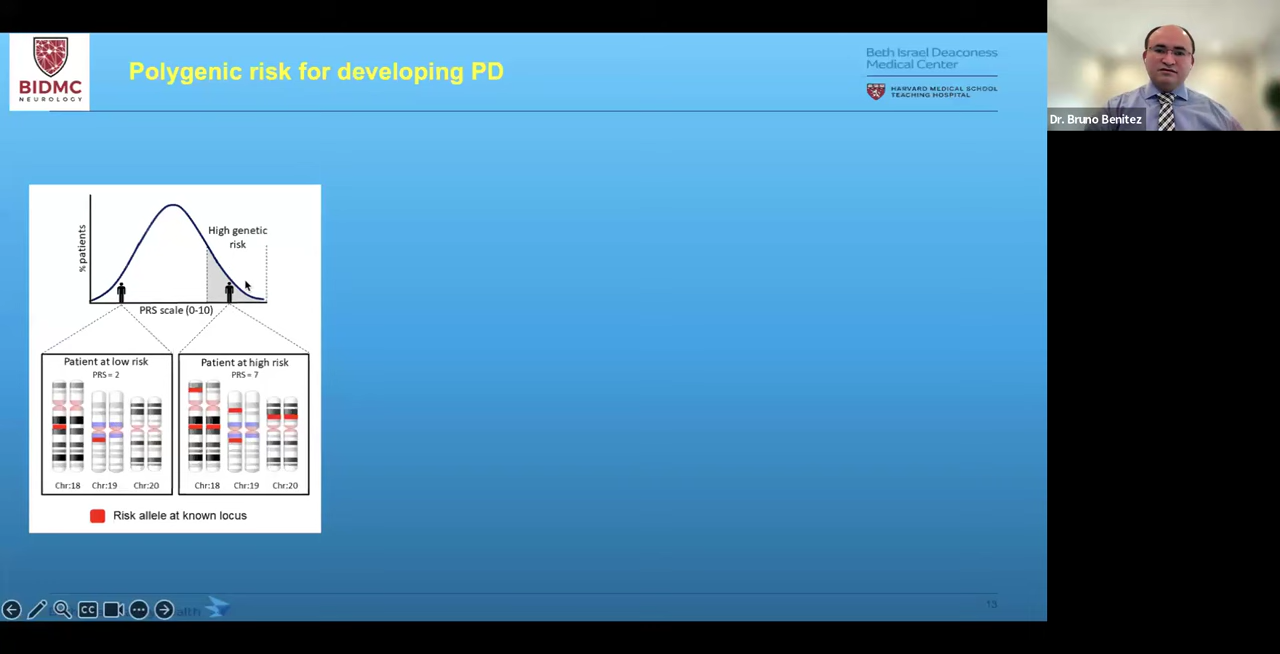 BIDMC
NEUROLOGY
Polygenic risk for developing PD
Beth Israel Deaconess
Medical Center
HARVARD MEDICAL SCHOOL
TEACHING HOSPITAL
Dr. Bruno Benitez
% patients
High genetic
risk
PRS scale (0-10)
Patient at low risk
PRS = 2
Chr:18 Chr:19 Chr:20
Patient at high risk
PRS = 7
Chr:18 Chr:19 Chr:20
Risk allele at known locus
CC
13